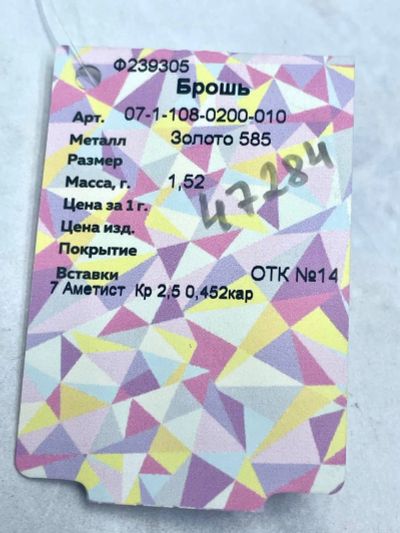 Ф239305
Брошь
Арт. 07-1-108-0200-010
Металл Золото 585
Размер
Масса, г. 1,52
47284
Цена за 1 г.
Цена изд.
Покрытие
Вставки ОТК №14
7 Аметист Кр 2,5 0,452кар